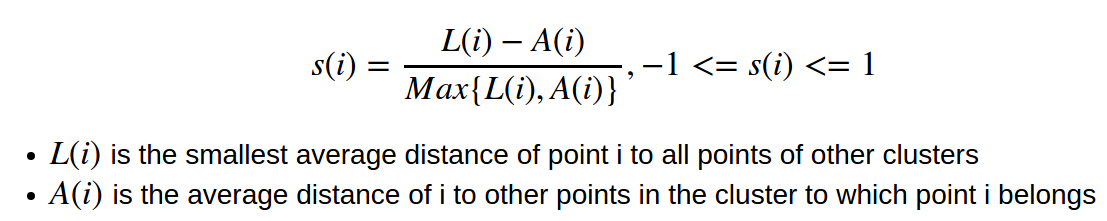 s(i) = \frac{L(i) - A(i)}{Max\{L(i), A(i)\}}, -1 <= s(i) <= 1
• L(i) is the smallest average distance of point i to all points of other clusters
• A(i) is the average distance of i to other points in the cluster to which point i belongs